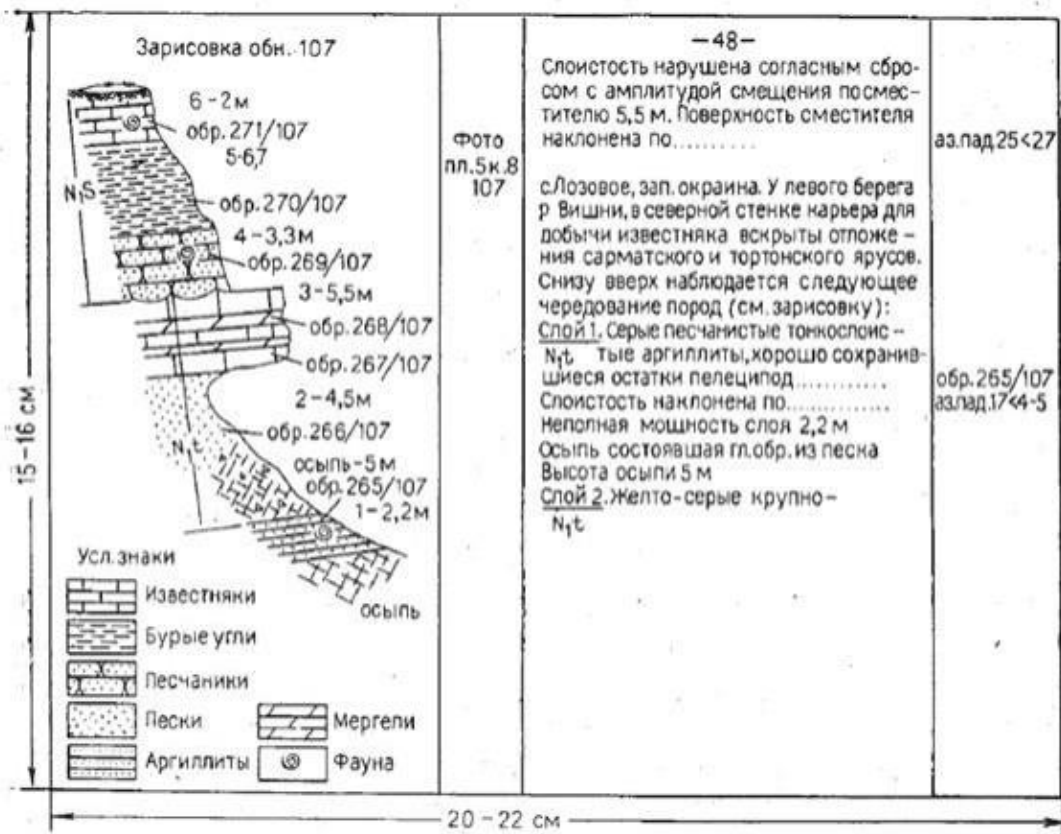 Зарисовка обн. 107
6-2м
обр. 271/107
5-6,7
N₁S
обр. 270/107
4-3,3м
обр. 269/107
3-5,5м
обр. 268/107
обр. 267/107
2-4,5м
обр. 266/107
N₁t
осыпь-5м
обр. 265/107
1-2,2м
осыпь
Усл. знаки
Известняки
Бурые угли
Песчаники
Пески
Мергели
Аргиллиты
Фауна
Фото
пл.5к.8
107
-48-
Слоистость нарушена согласным сбро-
сом с амплитудой смещения по смес-
тителю 5,5 м. Поверхность сместителя
наклонена по..........
аз.пад.25<27
с.Лозовое, зап. окраина. У левого берега
р Вишни, в северной стенке карьера для
добычи известняка вскрыты отложе-
ния сарматского и тортонского ярусов.
Снизу вверх наблюдается следующее
чередование пород (см. зарисовку):
Слой 1. Серые песчанистые тонкослоис-
N₁t тые аргиллиты, хорошо сохранив-
шиеся остатки пелеципод............
обр. 265/107
Слоистость наклонена по............
аз.пад.17<4-5
Неполная мощность слоя 2,2 м
Осыпь состоявшая гл. обр. из песка
Высота осыпи 5 м
Слой 2. Желто-серые крупно-
N₁t
15-16 см
20-22 см